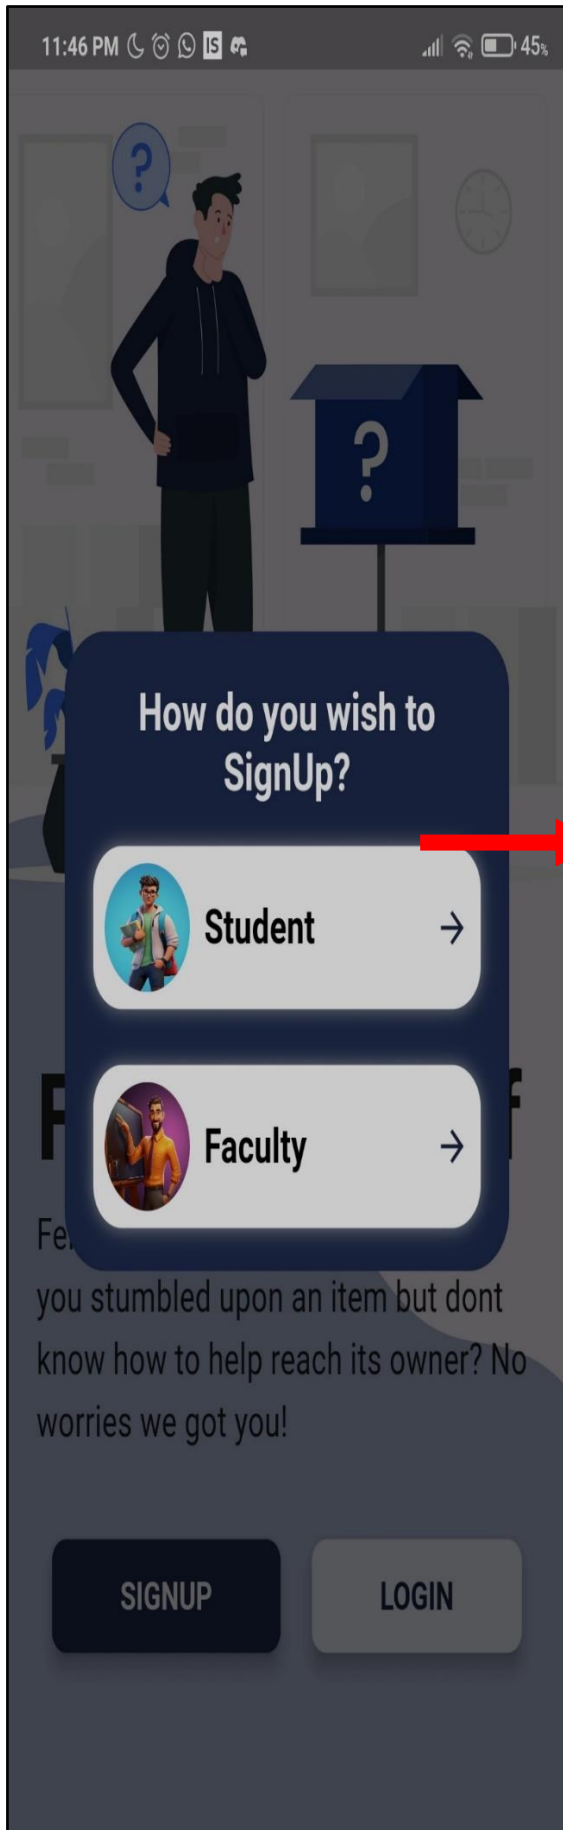 11:46 PM IS 45%
?
?
How do you wish to
SignUp?
Student
Faculty
you stumbled upon an item but dont
know how to help reach its owner? No
worries we got you!
SIGNUP LOGIN